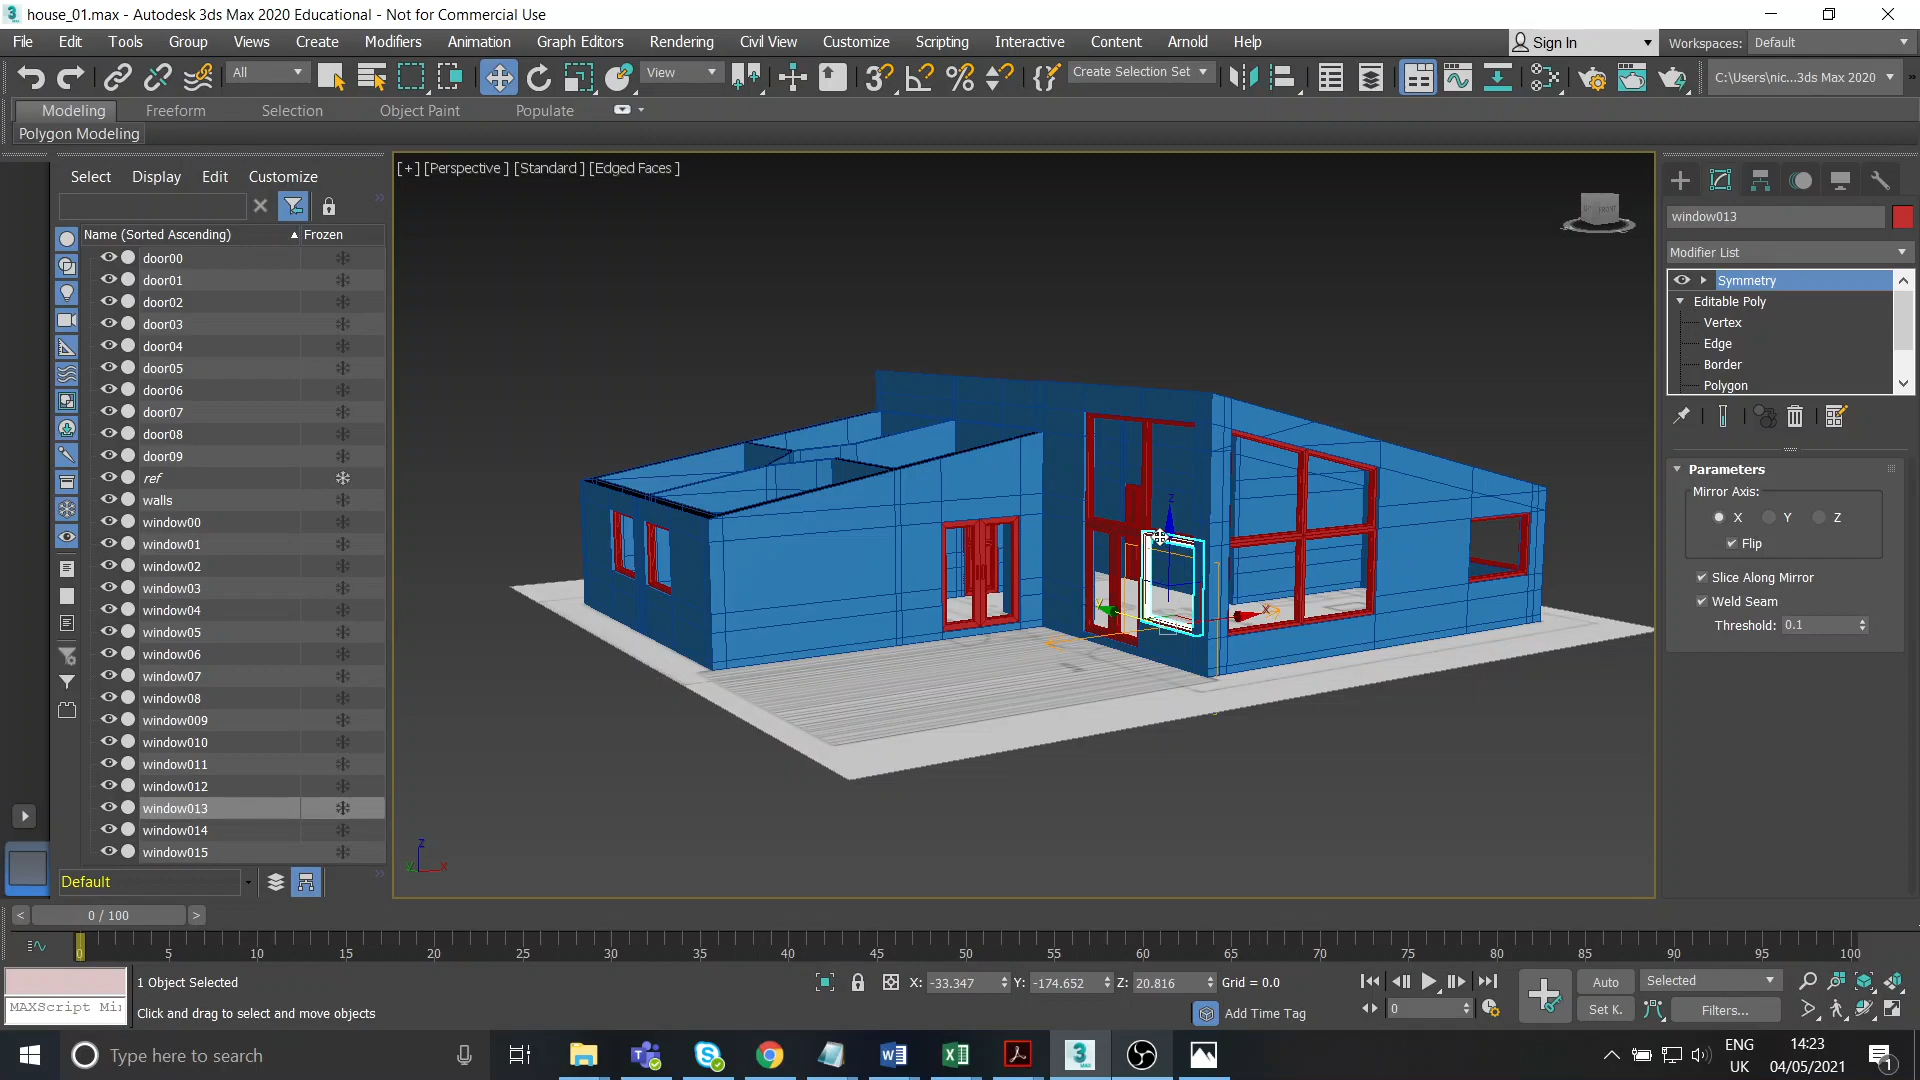 house_01.max - Autodesk 3ds Max 2020 Educational - Not for Commercial Use
File Edit Tools Group Views Create Modifiers Animation Graph Editors Rendering Civil View Customize Scripting Interactive Content Arnold Help
Sign In
Workspaces: Default
All
View
Create Selection Set
C:\Users\nic...3ds Max 2020
Modeling Freeform Selection Object Paint Populate
Polygon Modeling
Select Display Edit Customize
Name (Sorted Ascending) Frozen
door00
door01
door02
door03
door04
door05
door06
door07
door08
door09
ref
walls
window00
window01
window02
window03
window04
window05
window06
window07
window08
window009
window010
window011
window012
window013
window014
window015
Default
[+] [Perspective ] [Standard ] [Edged Faces ]
FRONT
Z
X
Y
Z
Y
X
window013
Modifier List
Symmetry
Editable Poly
Vertex
Edge
Border
Polygon
Parameters
Mirror Axis:
X Y Z
Flip
Slice Along Mirror
Weld Seam
Threshold: 0.1
< 0 / 100 >
0 5 10 15 20 25 30 35 40 45 50 55 60 65 70 75 80 85 90 95 100
1 Object Selected
X: -33.347 Y: -174.652 Z: 20.816 Grid = 0.0
Auto Selected
MAXScript Mi
Click and drag to select and move objects
Add Time Tag
0
Set K. Filters...
Type here to search
ENG
UK
14:23
04/05/2021
1